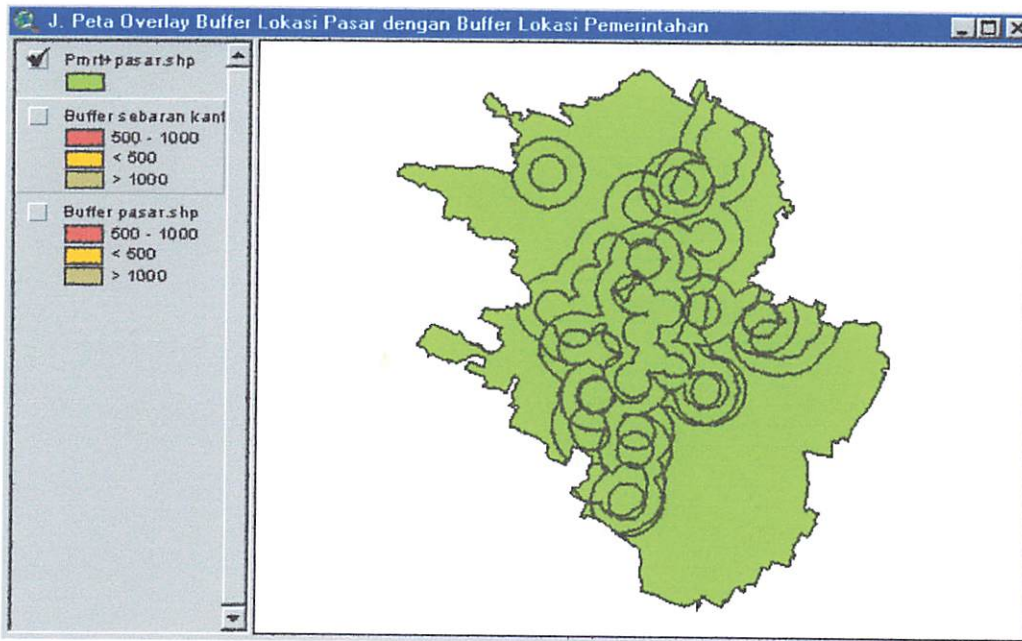 J. Peta Overlay Buffer Lokasi Pasar dengan Buffer Lokasi Pemerintahan
Pmrt+pasar.shp
Buffer sebaran kant
500 - 1000
< 500
> 1000
Buffer pasar.shp
500 - 1000
< 500
> 1000